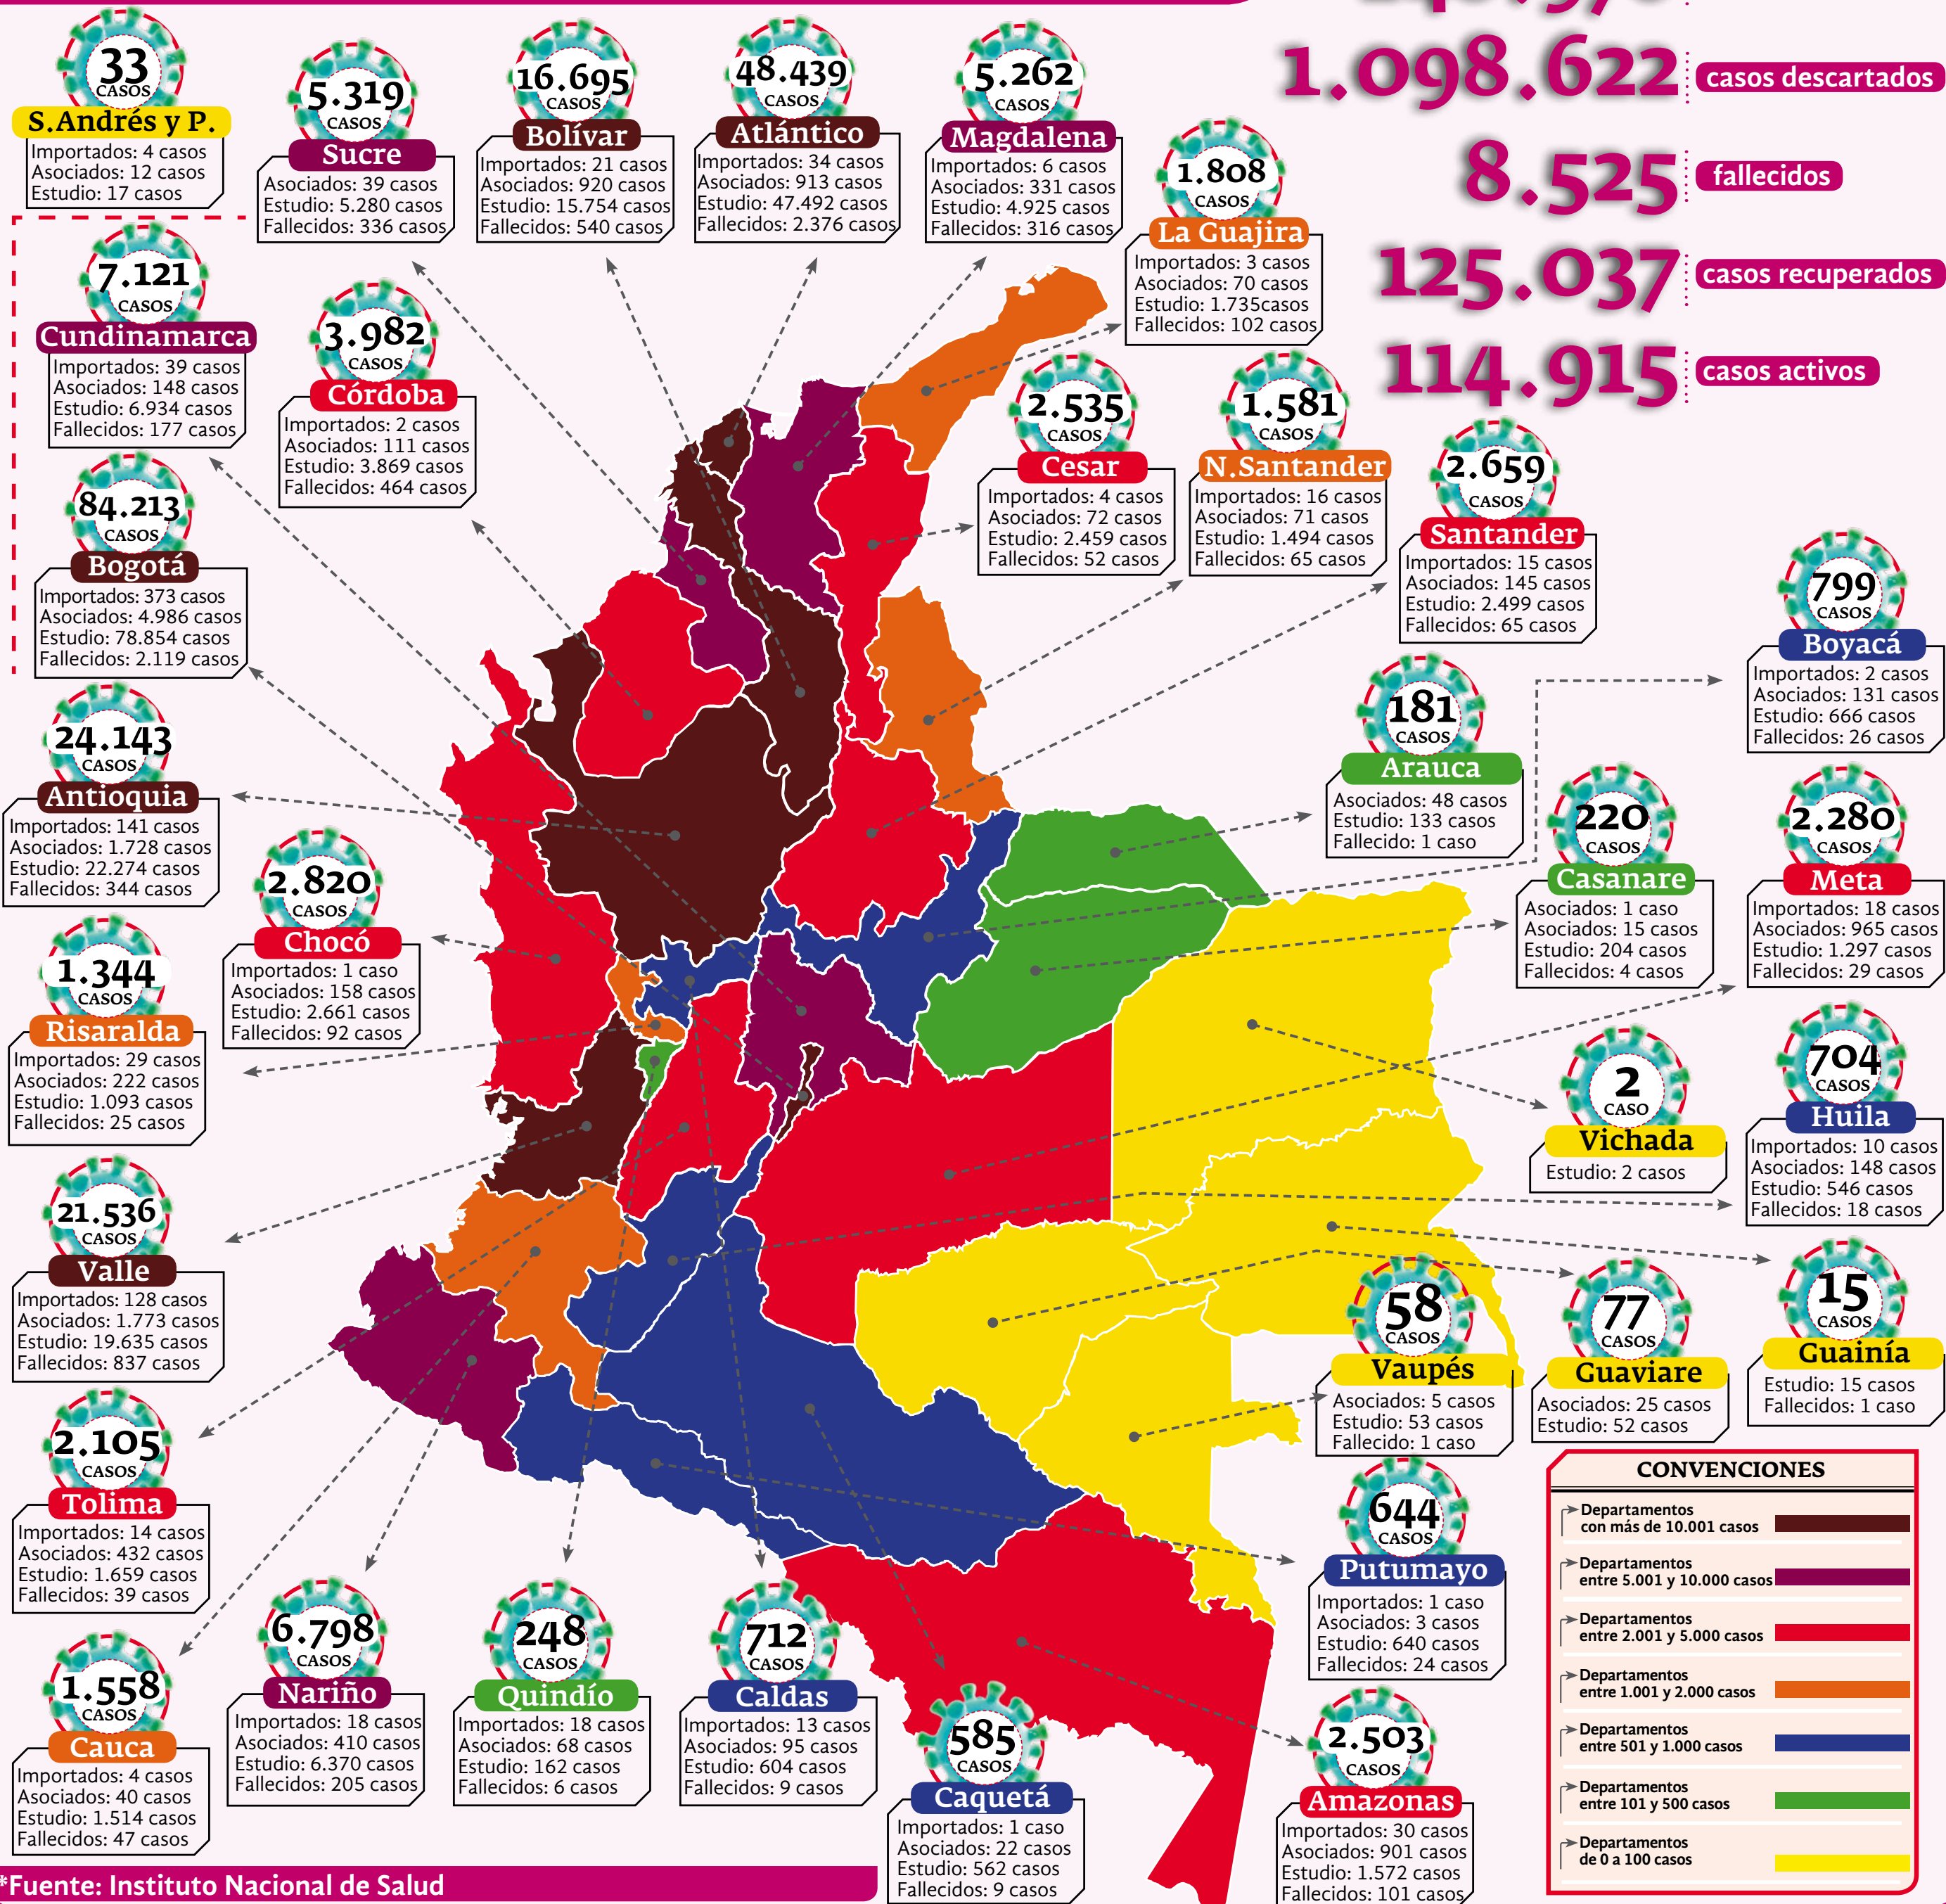 1.098.622 casos descartados
8.525 fallecidos
125.037 casos recuperados
114.915 casos activos
33
CASOS
S.Andrés y P.
Importados: 4 casos
Asociados: 12 casos
Estudio: 17 casos
5.319
CASOS
Sucre
Asociados: 39 casos
Estudio: 5.280 casos
Fallecidos: 336 casos
16.695
CASOS
Bolívar
Importados: 21 casos
Asociados: 920 casos
Estudio: 15.754 casos
Fallecidos: 540 casos
48.439
CASOS
Atlántico
Importados: 34 casos
Asociados: 913 casos
Estudio: 47.492 casos
Fallecidos: 2.376 casos
5.262
CASOS
Magdalena
Importados: 6 casos
Asociados: 331 casos
Estudio: 4.925 casos
Fallecidos: 316 casos
1.808
CASOS
La Guajira
Importados: 3 casos
Asociados: 70 casos
Estudio: 1.735casos
Fallecidos: 102 casos
7.121
CASOS
Cundinamarca
Importados: 39 casos
Asociados: 148 casos
Estudio: 6.934 casos
Fallecidos: 177 casos
3.982
CASOS
Córdoba
Importados: 2 casos
Asociados: 111 casos
Estudio: 3.869 casos
Fallecidos: 464 casos
2.535
CASOS
Cesar
Importados: 4 casos
Asociados: 72 casos
Estudio: 2.459 casos
Fallecidos: 52 casos
1.581
CASOS
N.Santander
Importados: 16 casos
Asociados: 71 casos
Estudio: 1.494 casos
Fallecidos: 65 casos
2.659
CASOS
Santander
Importados: 15 casos
Asociados: 145 casos
Estudio: 2.499 casos
Fallecidos: 65 casos
84.213
CASOS
Bogotá
Importados: 373 casos
Asociados: 4.986 casos
Estudio: 78.854 casos
Fallecidos: 2.119 casos
799
CASOS
Boyacá
Importados: 2 casos
Asociados: 131 casos
Estudio: 666 casos
Fallecidos: 26 casos
24.143
CASOS
Antioquia
Importados: 141 casos
Asociados: 1.728 casos
Estudio: 22.274 casos
Fallecidos: 344 casos
181
CASOS
Arauca
Asociados: 48 casos
Estudio: 133 casos
Fallecido: 1 caso
220
CASOS
Casanare
Asociados: 1 caso
Asociados: 15 casos
Estudio: 204 casos
Fallecidos: 4 casos
2.280
CASOS
Meta
Importados: 18 casos
Asociados: 965 casos
Estudio: 1.297 casos
Fallecidos: 29 casos
2.820
CASOS
Chocó
Importados: 1 caso
Asociados: 158 casos
Estudio: 2.661 casos
Fallecidos: 92 casos
1.344
CASOS
Risaralda
Importados: 29 casos
Asociados: 222 casos
Estudio: 1.093 casos
Fallecidos: 25 casos
2
CASO
Vichada
Estudio: 2 casos
704
CASOS
Huila
Importados: 10 casos
Asociados: 148 casos
Estudio: 546 casos
Fallecidos: 18 casos
21.536
CASOS
Valle
Importados: 128 casos
Asociados: 1.773 casos
Estudio: 19.635 casos
Fallecidos: 837 casos
58
CASOS
Vaupés
Asociados: 5 casos
Estudio: 53 casos
Fallecido: 1 caso
77
CASOS
Guaviare
Asociados: 25 casos
Estudio: 52 casos
15
CASOS
Guainía
Estudio: 15 casos
Fallecidos: 1 caso
2.105
CASOS
Tolima
Importados: 14 casos
Asociados: 432 casos
Estudio: 1.659 casos
Fallecidos: 39 casos
644
CASOS
Putumayo
Importados: 1 caso
Asociados: 3 casos
Estudio: 640 casos
Fallecidos: 24 casos
1.558
CASOS
Cauca
Importados: 4 casos
Asociados: 40 casos
Estudio: 1.514 casos
Fallecidos: 47 casos
6.798
CASOS
Nariño
Importados: 18 casos
Asociados: 410 casos
Estudio: 6.370 casos
Fallecidos: 205 casos
248
CASOS
Quindío
Importados: 18 casos
Asociados: 68 casos
Estudio: 162 casos
Fallecidos: 6 casos
712
CASOS
Caldas
Importados: 13 casos
Asociados: 95 casos
Estudio: 604 casos
Fallecidos: 9 casos
585
CASOS
Caquetá
Importados: 1 caso
Asociados: 22 casos
Estudio: 562 casos
Fallecidos: 9 casos
2.503
CASOS
Amazonas
Importados: 30 casos
Asociados: 901 casos
Estudio: 1.572 casos
Fallecidos: 101 casos
CONVENCIONES
Departamentos
con más de 10.001 casos
Departamentos
entre 5.001 y 10.000 casos
Departamentos
entre 2.001 y 5.000 casos
Departamentos
entre 1.001 y 2.000 casos
Departamentos
entre 501 y 1.000 casos
Departamentos
entre 101 y 500 casos
Departamentos
de 0 a 100 casos
*Fuente: Instituto Nacional de Salud